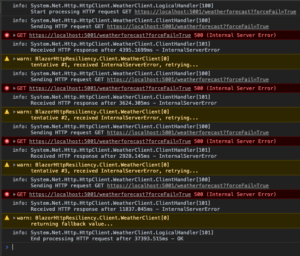 info: System.Net.Http.HttpClient.WeatherClient.LogicalHandler[100]
Start processing HTTP request GET https://localhost:5001/weatherforecast?forceFail=True
info: System.Net.Http.HttpClient.WeatherClient.ClientHandler[100]
Sending HTTP request GET https://localhost:5001/weatherforecast?forceFail=True
GET https://localhost:5001/weatherforecast?forceFail=True 500 (Internal Server Error)
info: System.Net.Http.HttpClient.WeatherClient.ClientHandler[101]
Received HTTP response after 4395.1699ms - InternalServerError
warn: BlazorHttpResiliency.Client.WeatherClient[0]
tentative #1, received InternalServerError, retrying...
info: System.Net.Http.HttpClient.WeatherClient.ClientHandler[100]
Sending HTTP request GET https://localhost:5001/weatherforecast?forceFail=True
GET https://localhost:5001/weatherforecast?forceFail=True 500 (Internal Server Error)
info: System.Net.Http.HttpClient.WeatherClient.ClientHandler[101]
Received HTTP response after 3624.305ms - InternalServerError
warn: BlazorHttpResiliency.Client.WeatherClient[0]
tentative #2, received InternalServerError, retrying...
info: System.Net.Http.HttpClient.WeatherClient.ClientHandler[100]
Sending HTTP request GET https://localhost:5001/weatherforecast?forceFail=True
GET https://localhost:5001/weatherforecast?forceFail=True 500 (Internal Server Error)
info: System.Net.Http.HttpClient.WeatherClient.ClientHandler[101]
Received HTTP response after 2928.145ms - InternalServerError
warn: BlazorHttpResiliency.Client.WeatherClient[0]
tentative #3, received InternalServerError, retrying...
info: System.Net.Http.HttpClient.WeatherClient.ClientHandler[100]
Sending HTTP request GET https://localhost:5001/weatherforecast?forceFail=True
GET https://localhost:5001/weatherforecast?forceFail=True 500 (Internal Server Error)
info: System.Net.Http.HttpClient.WeatherClient.ClientHandler[101]
Received HTTP response after 11837.845ms - InternalServerError
warn: BlazorHttpResiliency.Client.WeatherClient[0]
returning fallback value...
info: System.Net.Http.HttpClient.WeatherClient.LogicalHandler[101]
End processing HTTP request after 37393.515ms - OK